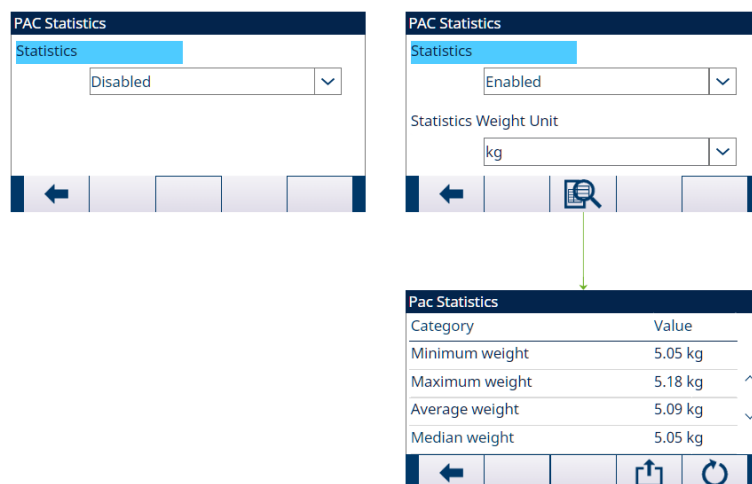 PAC Statistics
Statistics
Disabled
PAC Statistics
Statistics
Enabled
Statistics Weight Unit
kg
Pac Statistics
Category Value
Minimum weight 5.05 kg
Maximum weight 5.18 kg
Average weight 5.09 kg
Median weight 5.05 kg